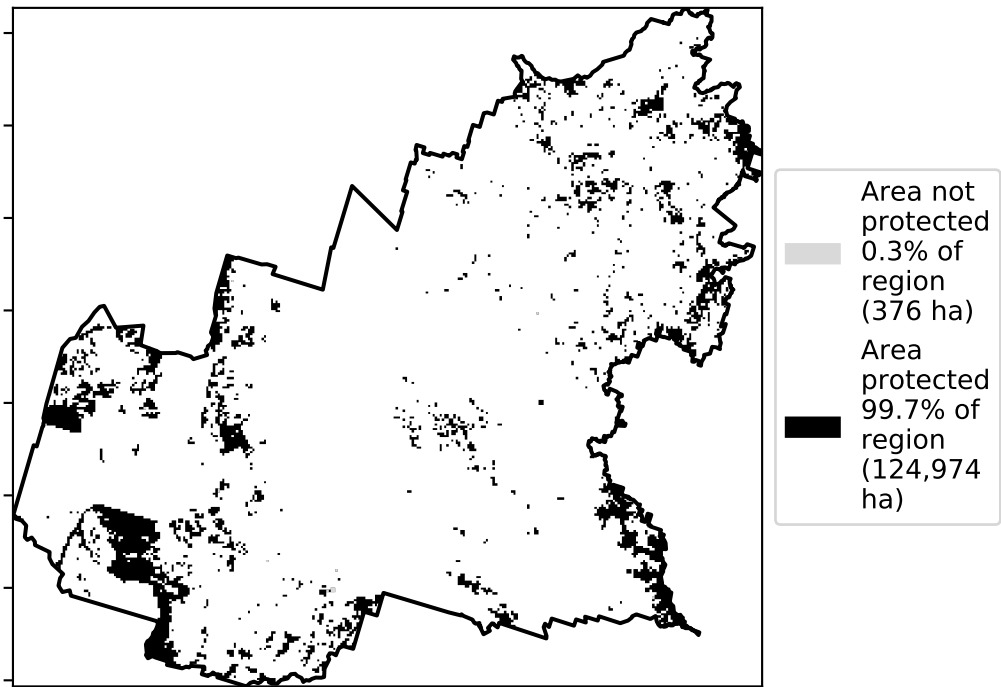 Area not
protected
0.3% of
region
(376 ha)
Area
protected
99.7% of
region
(124,974
ha)